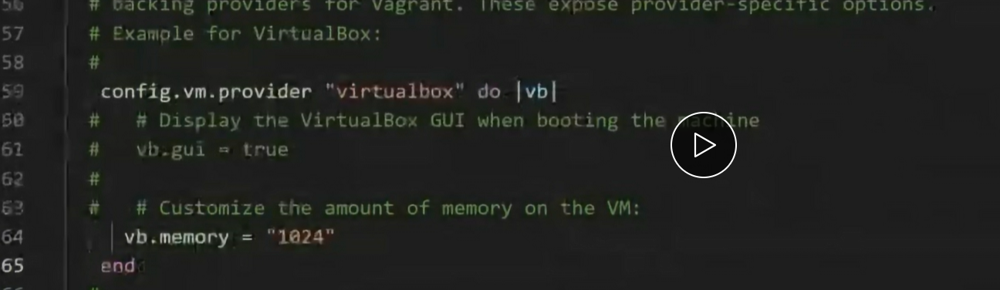 56 # backing providers for Vagrant. These expose provider-specific options.
57 # Example for VirtualBox:
58 #
59 config.vm.provider "virtualbox" do |vb|
60 # # Display the VirtualBox GUI when booting the machine
61 # vb.gui = true
62 #
63 # # Customize the amount of memory on the VM:
64 vb.memory = "1024"
65 end
66 #